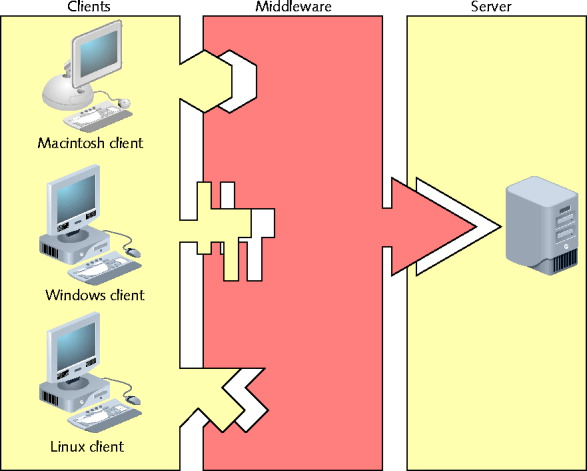 Clients
Middleware
Server
Macintosh client
Windows client
Linux client